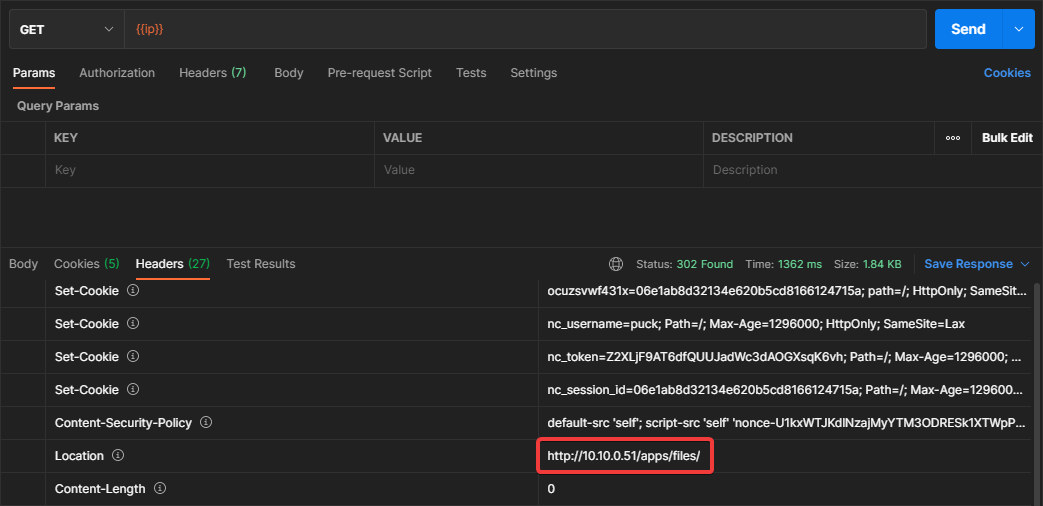 GET {{ip}} Send
Params Authorization Headers (7) Body Pre-request Script Tests Settings Cookies
Query Params
KEY VALUE DESCRIPTION ooo Bulk Edit
Key Value Description
Body Cookies (5) Headers (27) Test Results Status: 302 Found Time: 1362 ms Size: 1.84 KB Save Response
Set-Cookie ocuzsvwf431x=06e1ab8d32134e620b5cd8166124715a; path=/; HttpOnly; SameSit...
Set-Cookie nc_username=puck; Path=/; Max-Age=1296000; HttpOnly; SameSite=Lax
Set-Cookie nc_token=Z2XLjF9AT6dfQUUJadWc3dAOGXsqK6vh; Path=/; Max-Age=1296000; ...
Set-Cookie nc_session_id=06e1ab8d32134e620b5cd8166124715a; Path=/; Max-Age=129600...
Content-Security-Policy default-src 'self'; script-src 'self' 'nonce-U1kxWTJKdlNzajMyYTM3ODRESk1XTWpP...
Location http://10.10.0.51/apps/files/
Content-Length 0